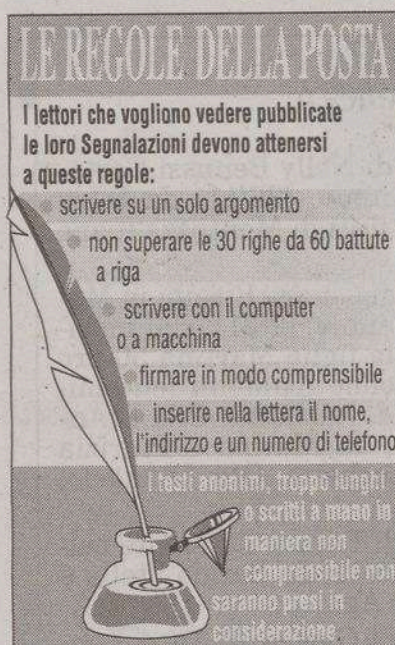 LE REGOLE DELLA POSTA
I lettori che vogliono vedere pubblicate
le loro Segnalazioni devono attenersi
a queste regole:
scrivere su un solo argomento
non superare le 30 righe da 60 battute
a riga
scrivere con il computer
o a macchina
firmare in modo comprensibile
inserire nella lettera il nome,
l'indirizzo e un numero di telefono
I testi anonimi, troppo lunghi
o scritti a mano in
maniera non
comprensibile non
saranno presi in
considerazione.